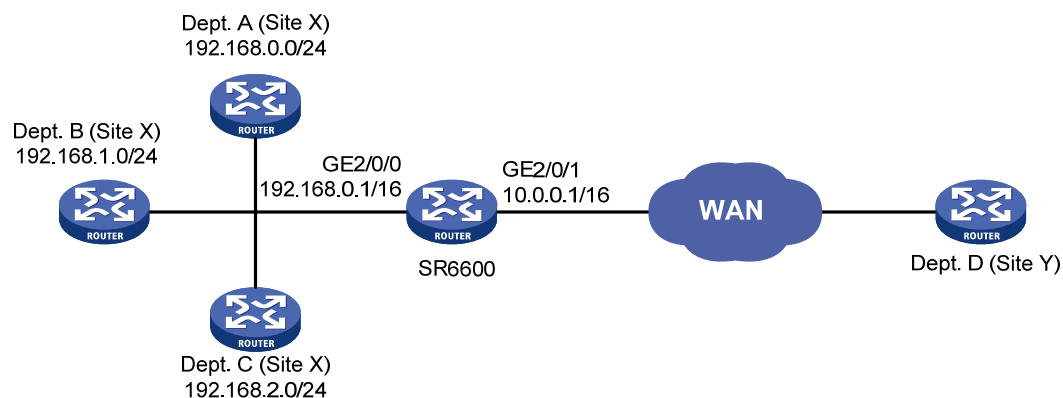 Dept. A (Site X)
192.168.0.0/24
ROUTER
Dept. B (Site X)
192.168.1.0/24
ROUTER
GE2/0/0
192.168.0.1/16
GE2/0/1
10.0.0.1/16
ROUTER
SR6600
WAN
ROUTER
Dept. D (Site Y)
ROUTER
Dept. C (Site X)
192.168.2.0/24